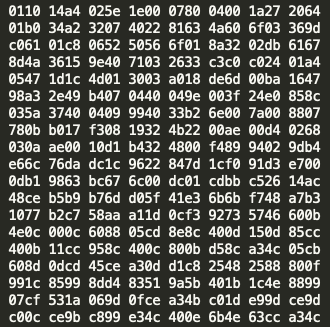 0110 14a4 025e 1e00 0780 0400 1a27 2064
01b0 34a2 3207 4022 8163 4a60 6f03 369d
c061 01c8 0652 5056 6f01 8a32 02db 6167
8d4a 3615 9e40 7103 2633 c3c0 c024 01a4
0547 1d1c 4d01 3003 a018 de6d 00ba 1647
98a3 2e49 b407 0440 049e 003f 24e0 858c
035a 3740 0409 9940 33b2 6e00 7a00 8807
780b b017 f308 1932 4b22 00ae 00d4 0268
030a ae00 10d1 b432 4800 f489 9402 9db4
e66c 76da dc1c 9622 847d 1cf0 91d3 e700
0db1 9863 bc67 6c00 dc01 cdbb c526 14ac
48ce b5b9 b76d d05f 41e3 6b6b f748 a7b3
1077 b2c7 58aa a11d 0cf3 9273 5746 600b
4e0c 000c 6088 05cd 8e8c 400d 150d 85cc
400b 11cc 958c 400c 800b d58c a34c 05cb
608d 0dcd 45ce a30d d1c8 2548 2588 800f
991c 8599 8dd4 8351 9a5b 401b 1c4e 8899
07cf 531a 069d 0fce a34b c01d e99d ce9d
c00c ce9b c899 e34c 400e 6b4e 63cc a34c